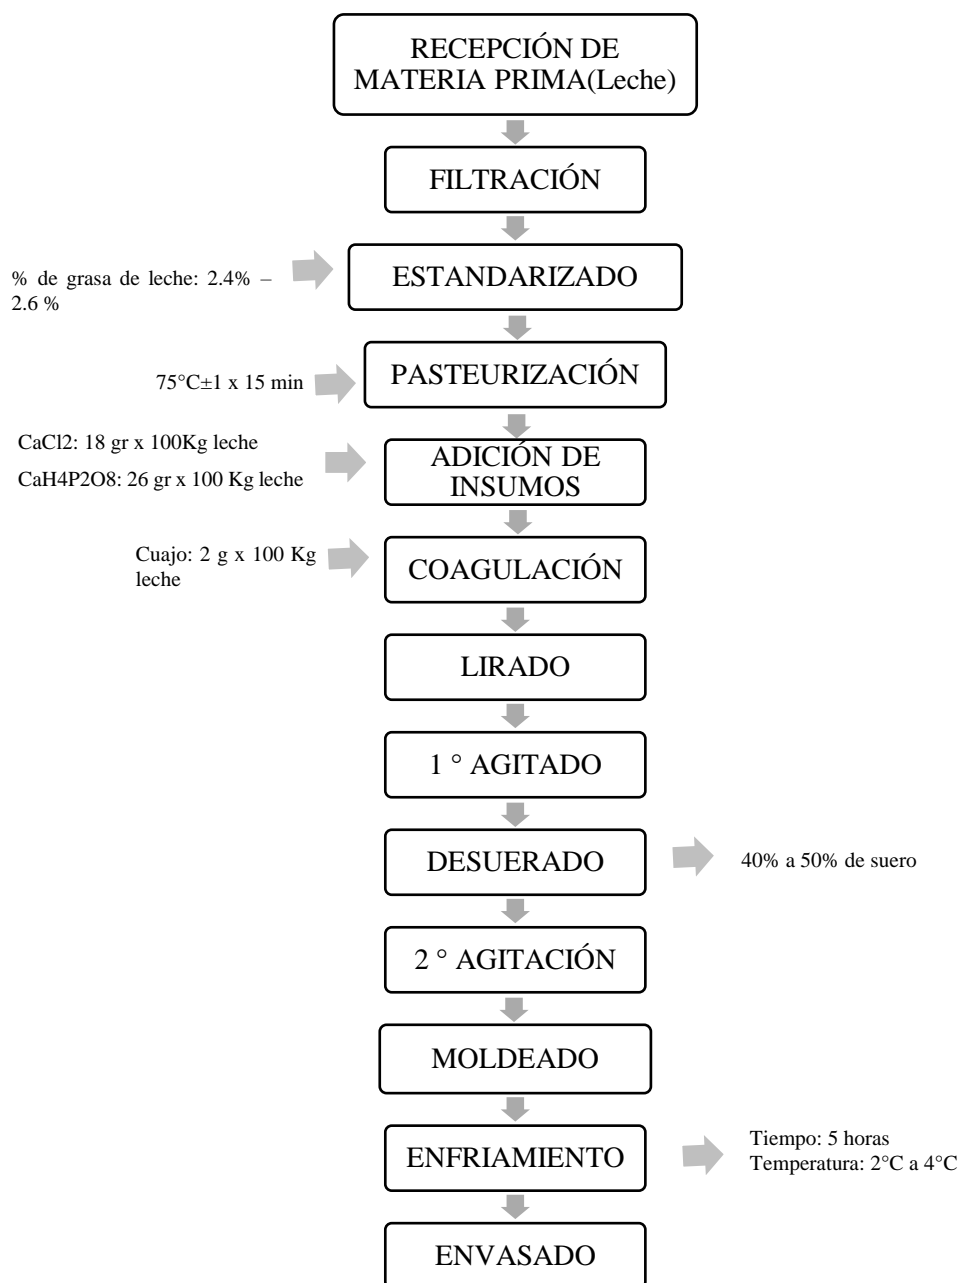 RECEPCIÓN DE
MATERIA PRIMA(Leche)
FILTRACIÓN
% de grasa de leche: 2.4% –
2.6 %
ESTANDARIZADO
75°C±1 x 15 min
PASTEURIZACIÓN
CaCl2: 18 gr x 100Kg leche
CaH4P2O8: 26 gr x 100 Kg leche
ADICIÓN DE
INSUMOS
Cuajo: 2 g x 100 Kg
leche
COAGULACIÓN
LIRADO
1 ° AGITADO
DESUERADO
40% a 50% de suero
2 ° AGITACIÓN
MOLDEADO
ENFRIAMIENTO
Tiempo: 5 horas
Temperatura: 2°C a 4°C
ENVASADO